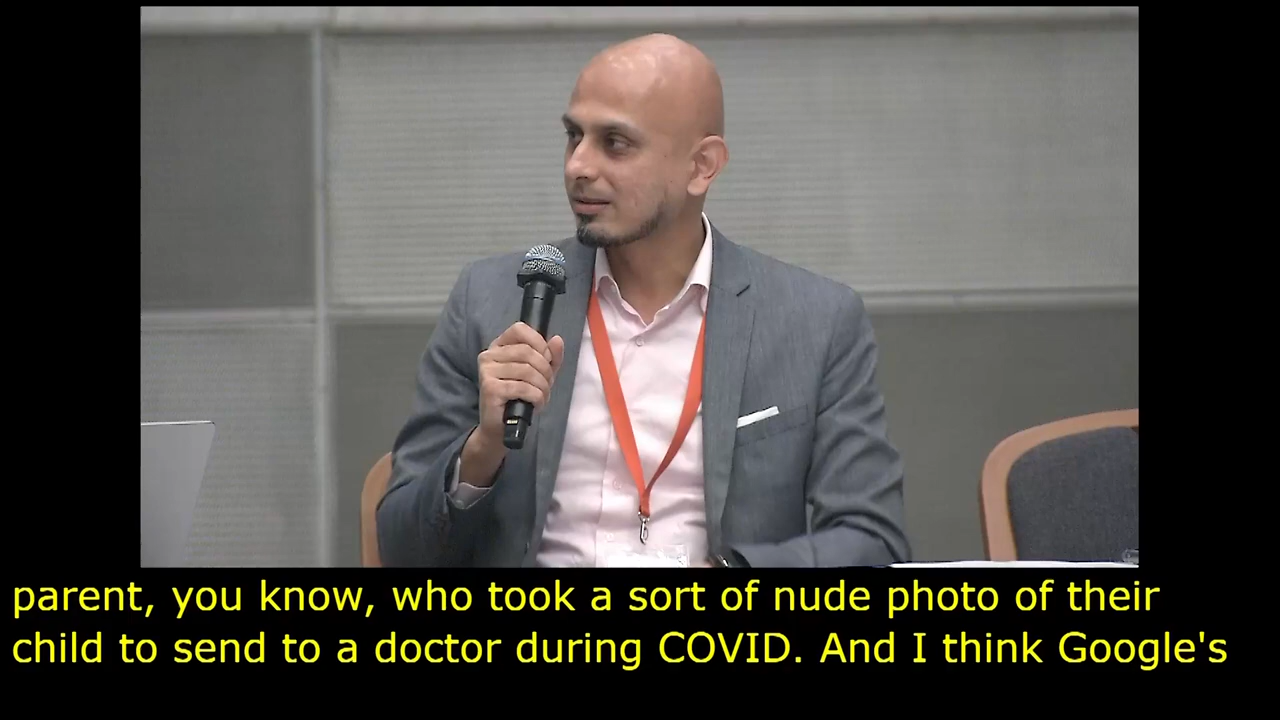 parent, you know, who took a sort of nude photo of their
child to send to a doctor during COVID. And I think Google's